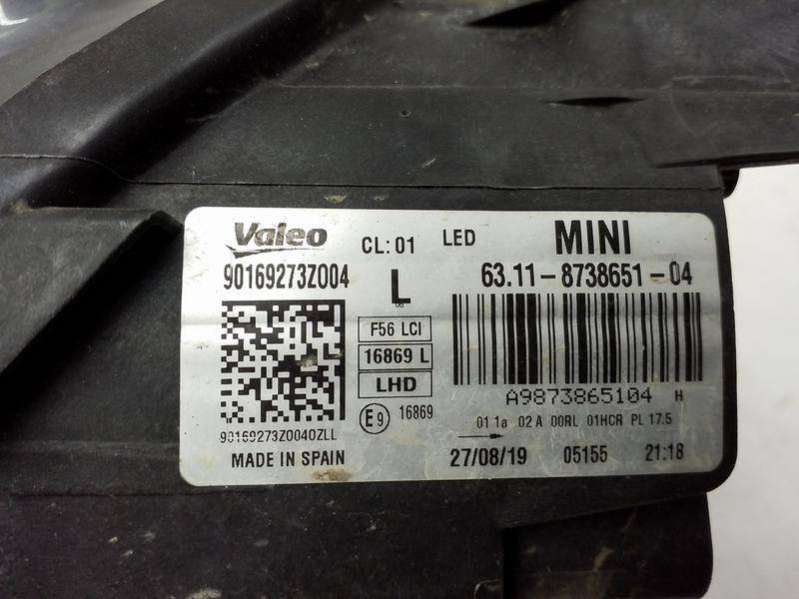 Valeo CL: 01 LED MINI
90169273Z004 L 63.11-8738651-04
F56 LCI
16869 L
LHD
A9873865104 H
E9 16869
01 1a 02 A 00RL 01HCR PL 17.5
90169273Z0040ZLL
MADE IN SPAIN 27/08/19 05155 21:18